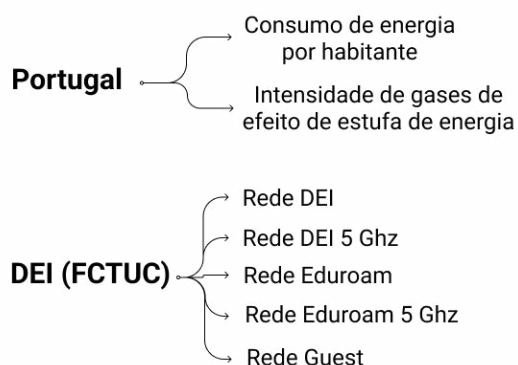 Portugal
Consumo de energia
por habitante
Intensidade de gases de
efeito de estufa de energia
DEI (FCTUC)
Rede DEI
Rede DEI 5 Ghz
Rede Eduroam
Rede Eduroam 5 Ghz
Rede Guest